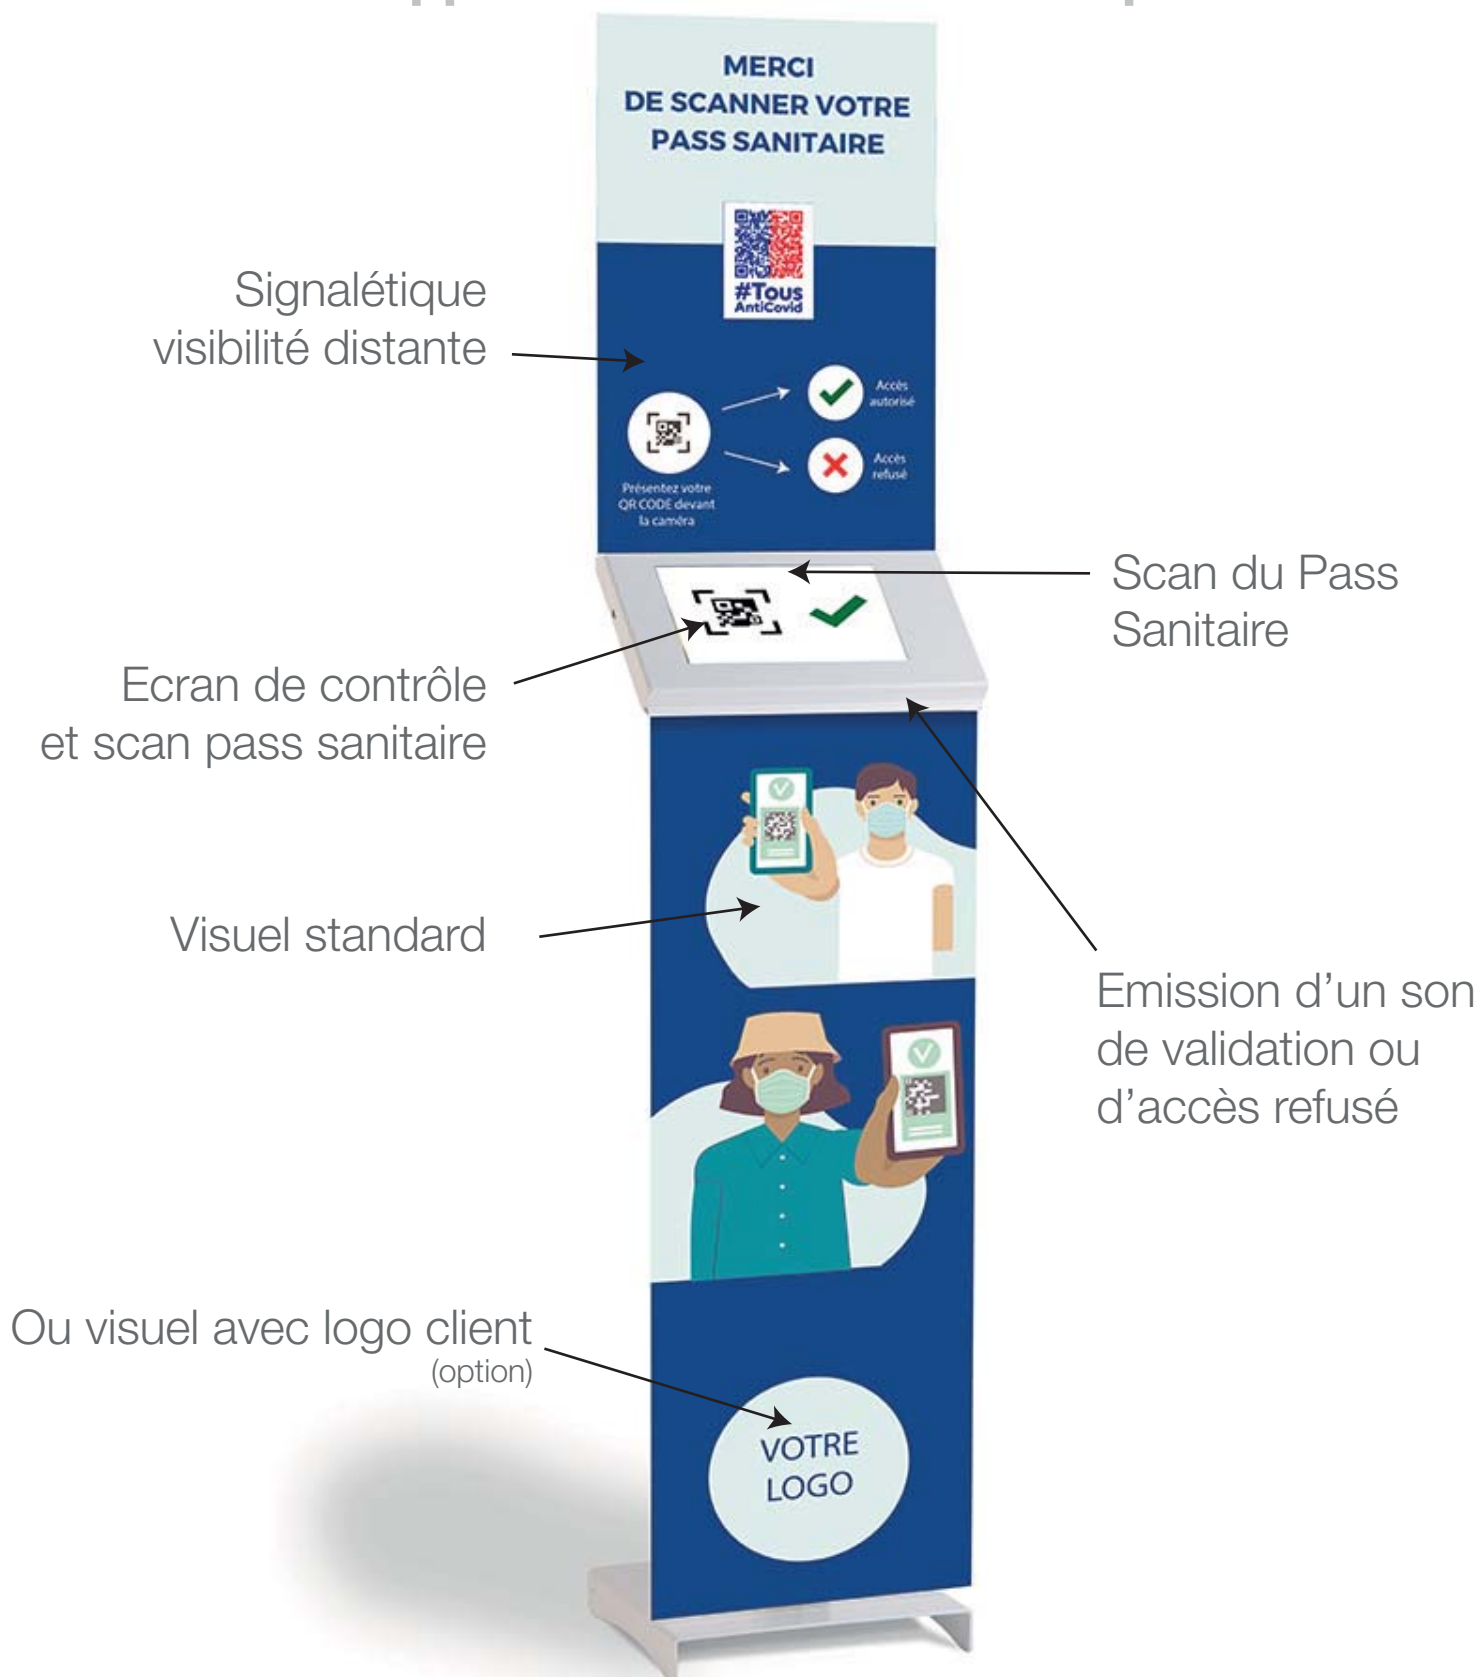 MERCI
DE SCANNER VOTRE
PASS SANITAIRE
#Tous
AntiCovid
Signalétique
visibilité distante
Accès
autorisé
Accès
refusé
Présentez votre
QR CODE devant
la caméra
Scan du Pass
Sanitaire
Ecran de contrôle
et scan pass sanitaire
Visuel standard
Emission d’un son
de validation ou
d’accès refusé
Ou visuel avec logo client
(option)
VOTRE
LOGO